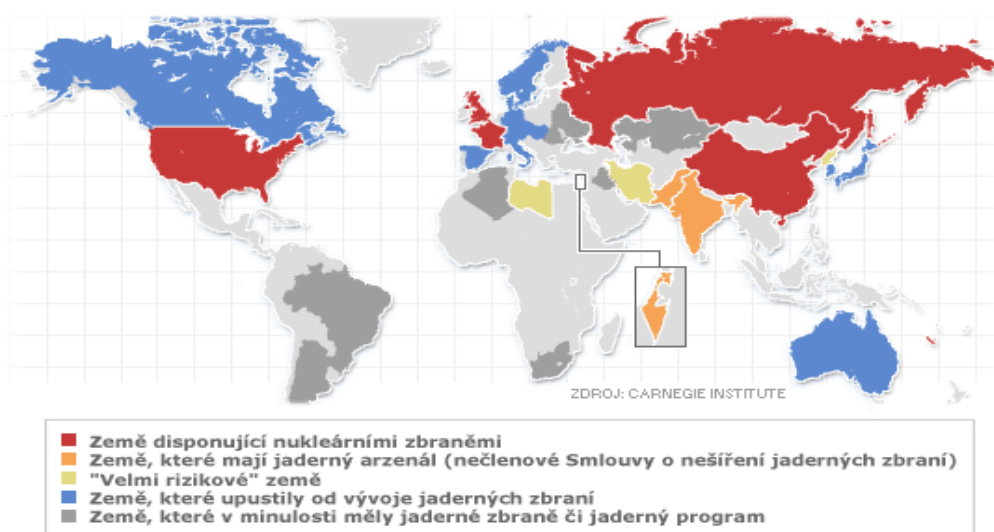 ZDROJ: CARNEGIE INSTITUTE
Země disponující nukleárními zbraněmi
Země, které mají jaderný arzenál (nečlenové Smlouvy o nešíření jaderných zbraní)
"Velmi rizikové" země
Země, které upustily od vývoje jaderných zbraní
Země, které v minulosti měly jaderné zbraně či jaderný program